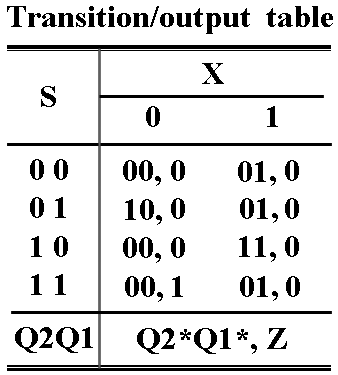 Transition/output table
S X
0 1
0 0 00, 0 01, 0
0 1 10, 0 01, 0
1 0 00, 0 11, 0
1 1 00, 1 01, 0
Q2Q1 Q2*Q1*, Z